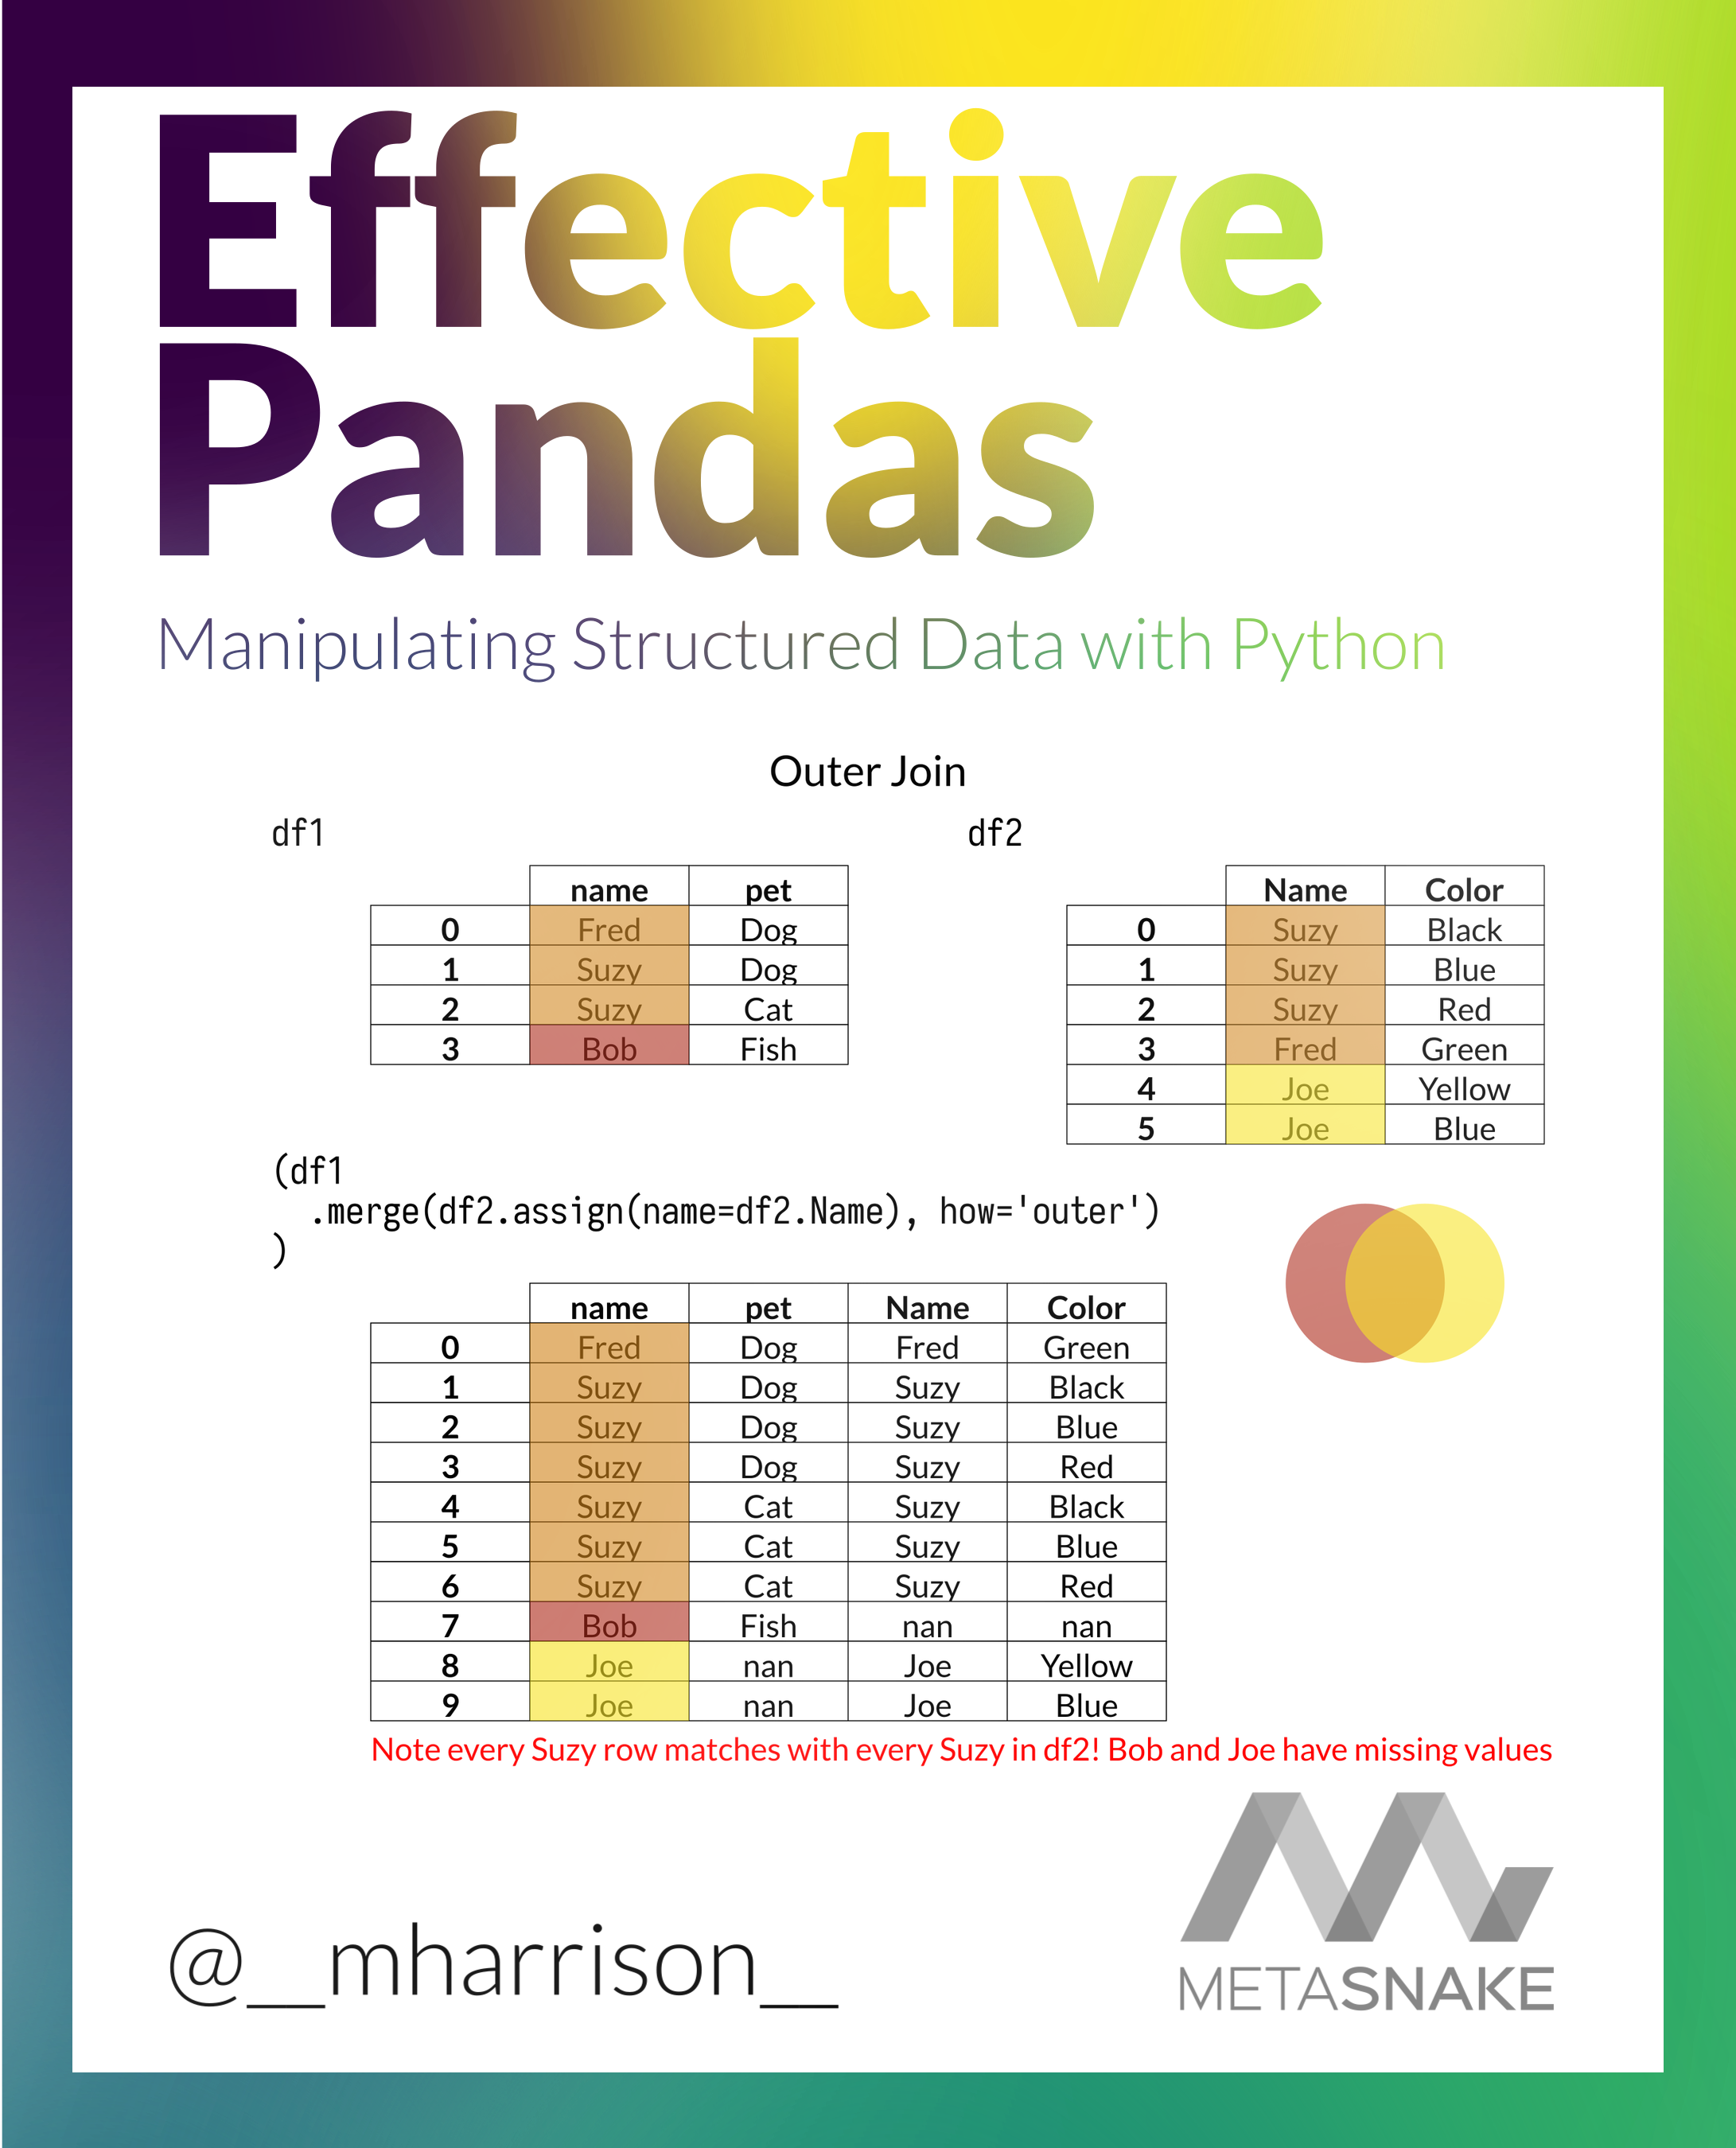 Effective
Pandas
Manipulating Structured Data with Python
Outer Join
df1
name pet
0 Fred Dog
1 Suzy Dog
2 Suzy Cat
3 Bob Fish
df2
Name Color
0 Suzy Black
1 Suzy Blue
2 Suzy Red
3 Fred Green
4 Joe Yellow
5 Joe Blue
(df1
.merge(df2.assign(name=df2.Name), how='outer')
)
name pet Name Color
0 Fred Dog Fred Green
1 Suzy Dog Suzy Black
2 Suzy Dog Suzy Blue
3 Suzy Dog Suzy Red
4 Suzy Cat Suzy Black
5 Suzy Cat Suzy Blue
6 Suzy Cat Suzy Red
7 Bob Fish nan nan
8 Joe nan Joe Yellow
9 Joe nan Joe Blue
Note every Suzy row matches with every Suzy in df2! Bob and Joe have missing values
@__mharrison__
METASNAKE